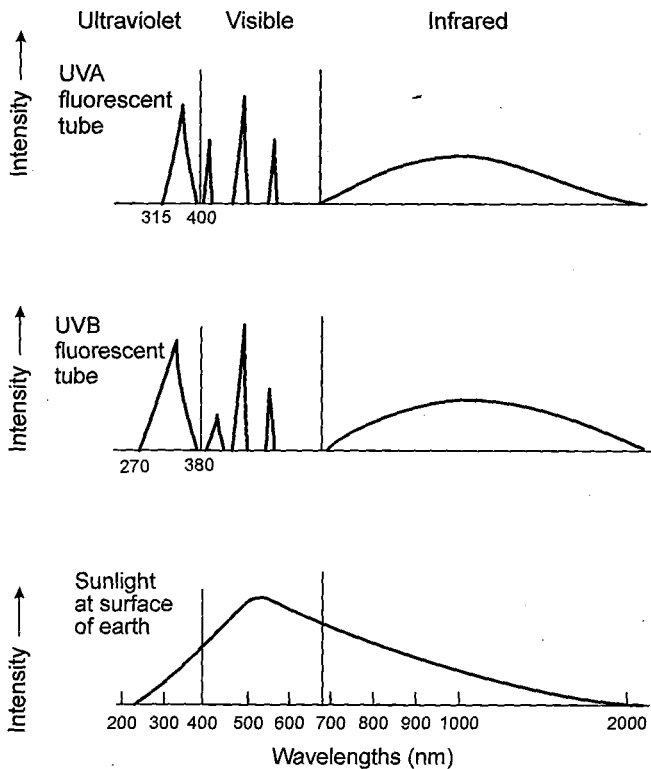 Ultraviolet Visible Infrared
Intensity
UVA
fluorescent
tube
315 400
Intensity
UVB
fluorescent
tube
270 380
Intensity
Sunlight
at surface
of earth
200 300 400 500 600 700 800 900 1000 2000
Wavelengths (nm)